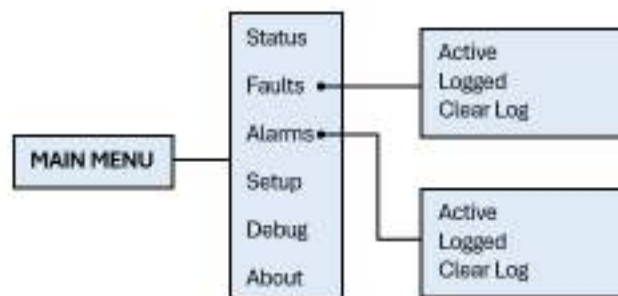 MAIN MENU
Status
Faults
Alarms
Setup
Debug
About
Active
Logged
Clear Log
Active
Logged
Clear Log